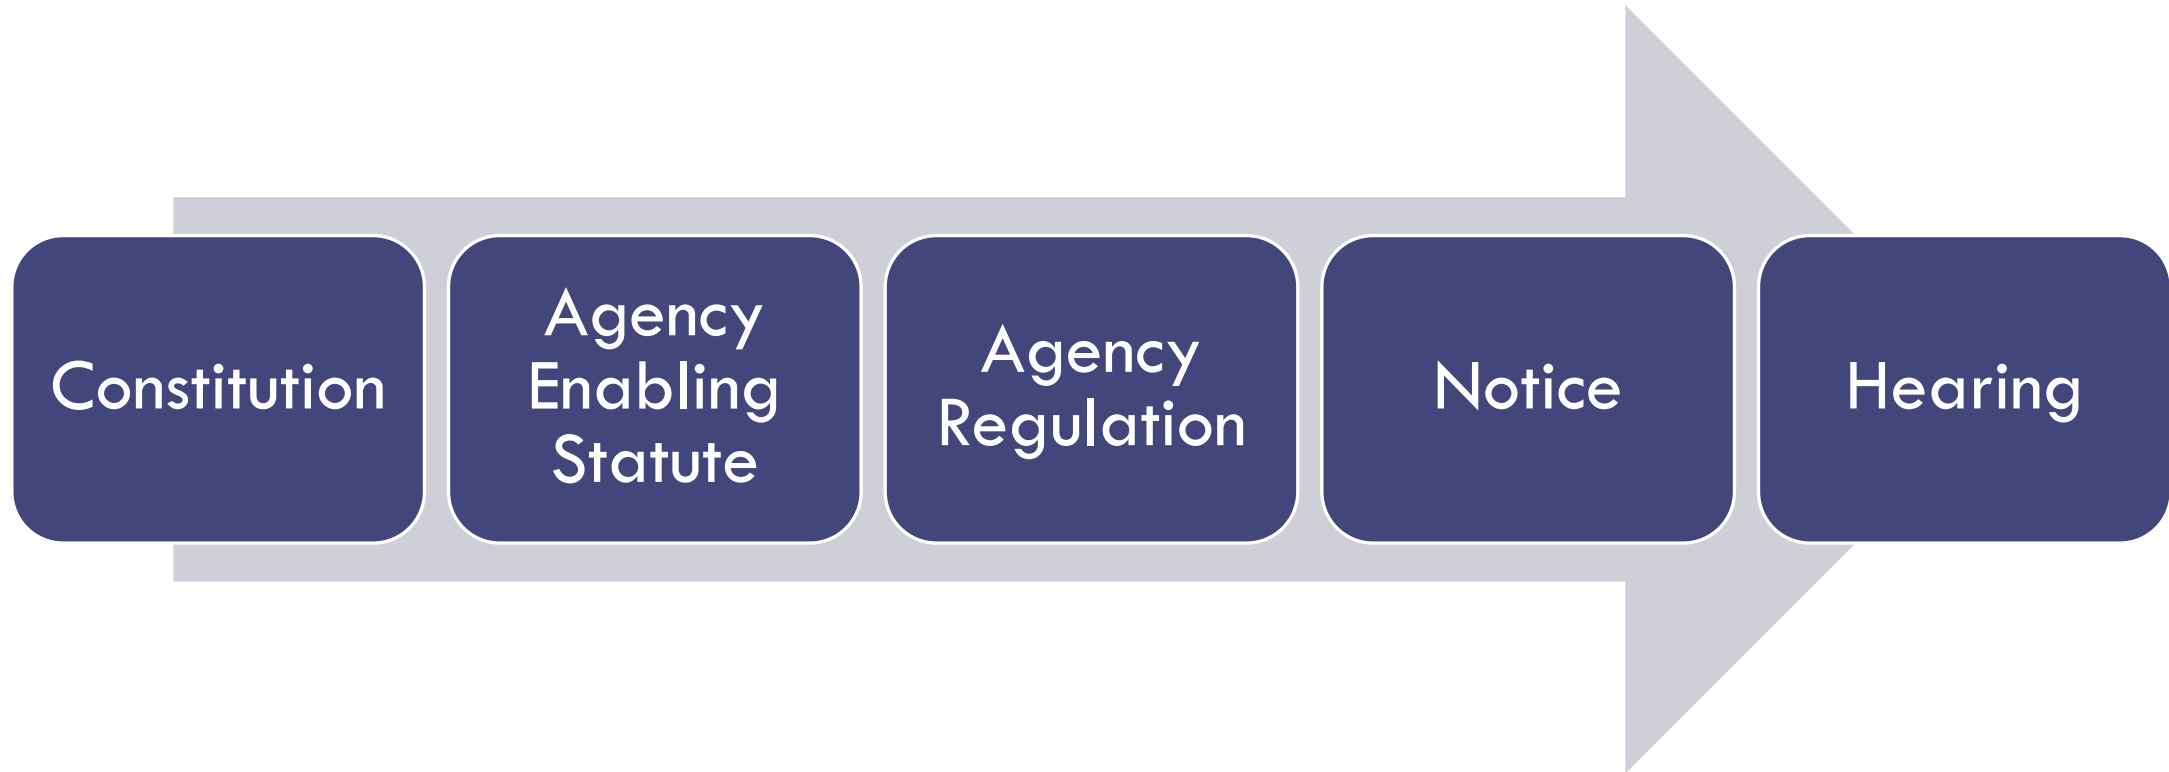 Constitution
Agency
Enabling
Statute
Agency
Regulation
Notice
Hearing